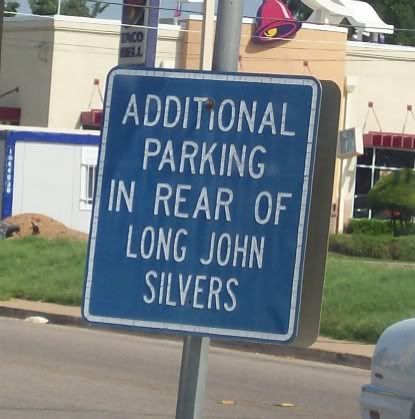 TACO
BELL
ADDITIONAL
PARKING
IN REAR OF
LONG JOHN
SILVERS